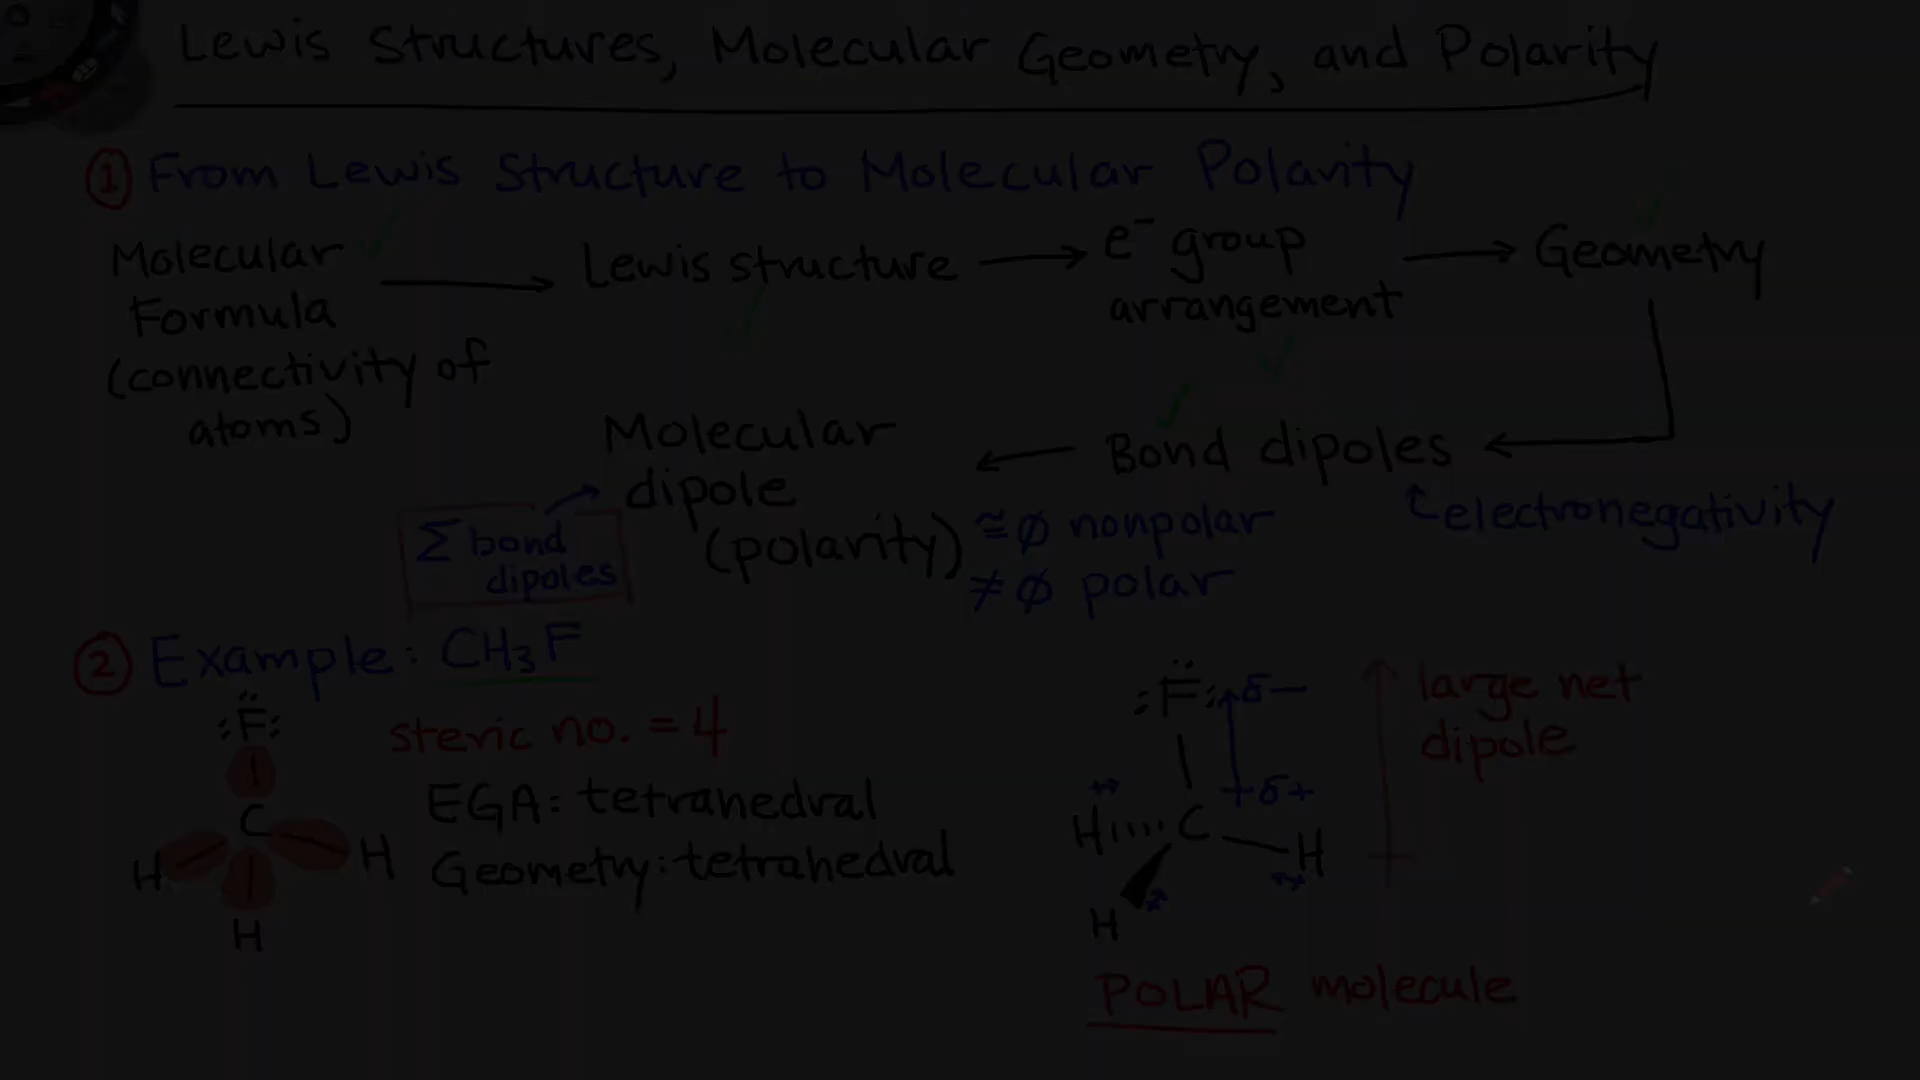 Lewis Structures, Molecular Geometry, and Polarity
① From Lewis Structure to Molecular Polarity
Molecular
Formula
(connectivity of
atoms)
Lewis structure
e⁻ group
arrangement
Geometry
Bond dipoles
electronegativity
Molecular
dipole
(polarity)
≅ ∅ nonpolar
≠ ∅ polar
Σ bond
dipoles
② Example: CH₃F
F
C
H
H
H
steric no. = 4
EGA: tetrahedral
Geometry: tetrahedral
F
δ−
δ+
H
C
H
H
large net
dipole
POLAR molecule